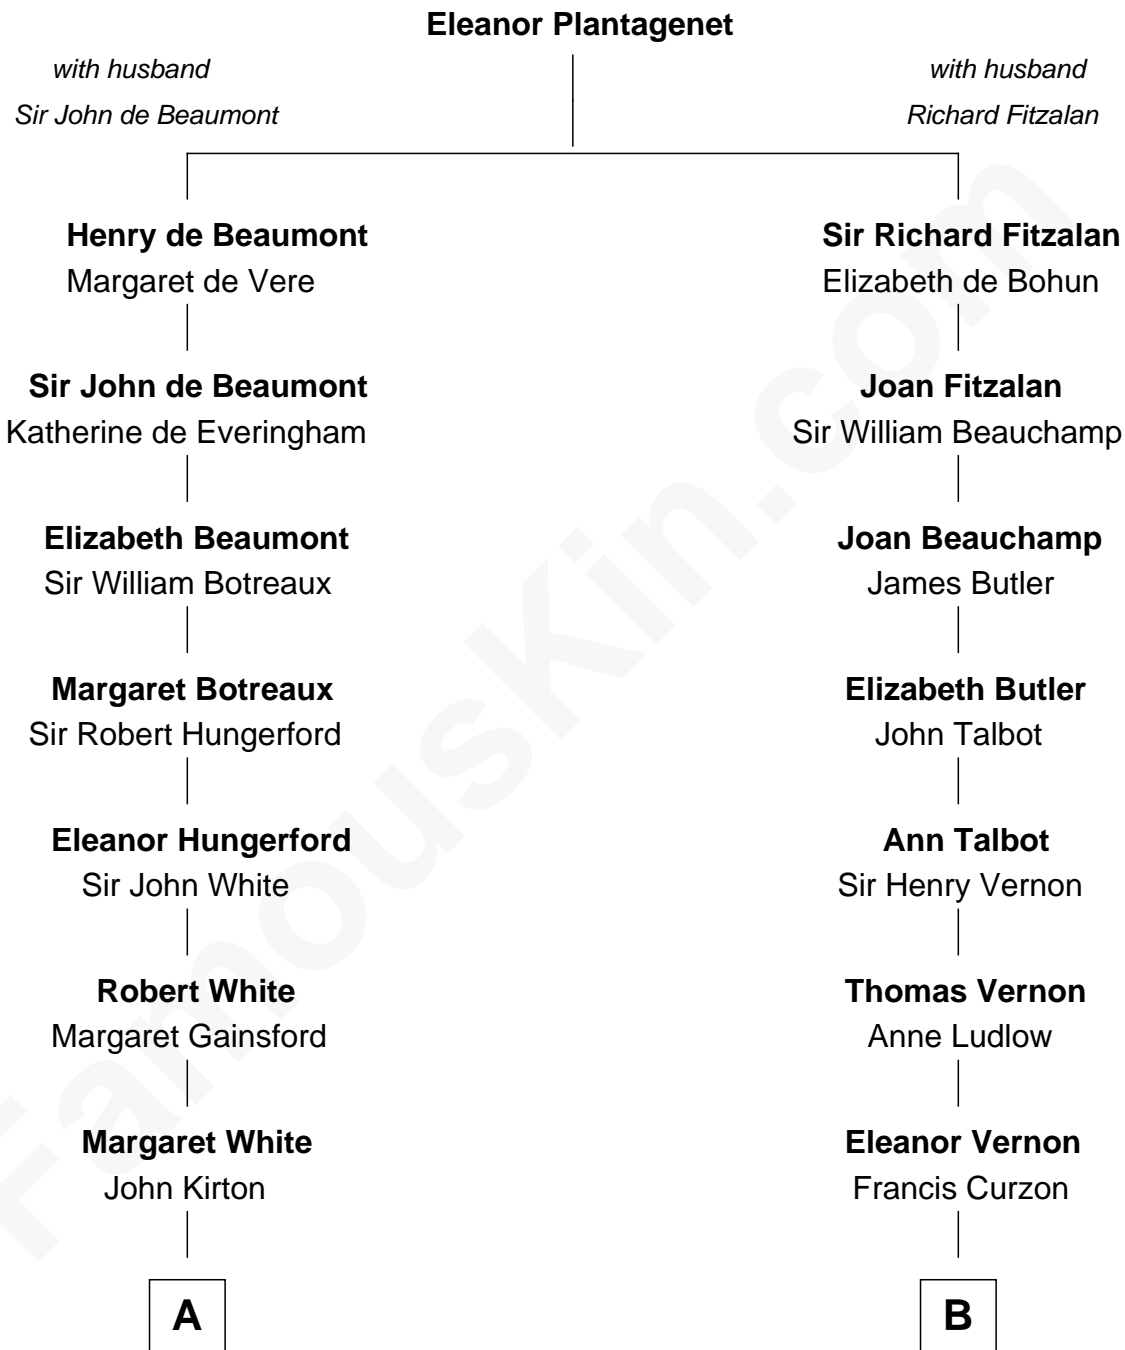 Eleanor Plantagenet
with husband
Sir John de Beaumont
with husband
Richard Fitzalan
Henry de Beaumont
Margaret de Vere
Sir Richard Fitzalan
Elizabeth de Bohun
Sir John de Beaumont
Katherine de Everingham
Joan Fitzalan
Sir William Beauchamp
Elizabeth Beaumont
Sir William Botreaux
Joan Beauchamp
James Butler
Margaret Botreaux
Sir Robert Hungerford
Elizabeth Butler
John Talbot
Eleanor Hungerford
Sir John White
Ann Talbot
Sir Henry Vernon
Robert White
Margaret Gainsford
Thomas Vernon
Anne Ludlow
Margaret White
John Kirton
Eleanor Vernon
Francis Curzon
A
B
FamousKin.com